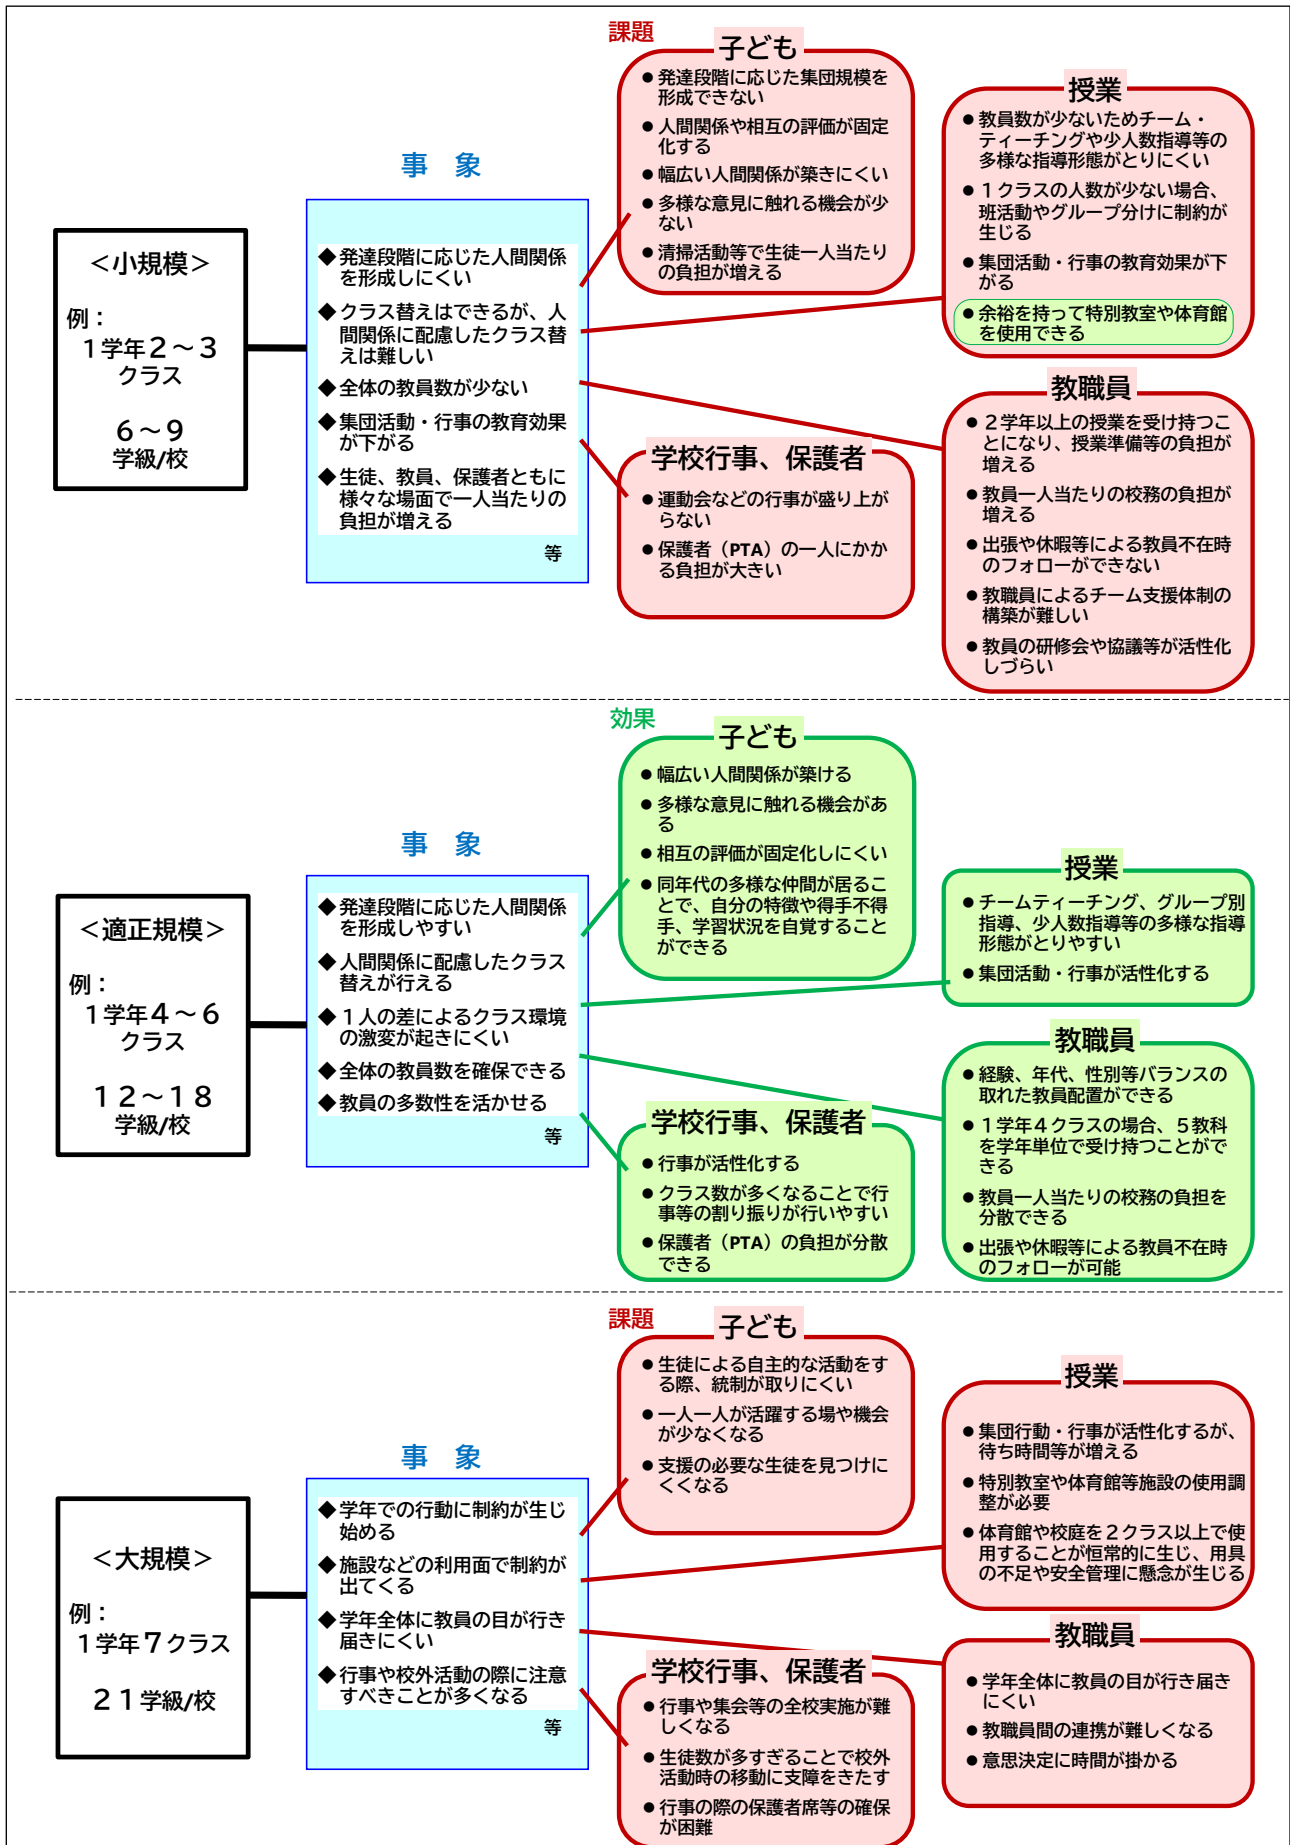 ＜小規模＞
例：
１学年２～３
クラス
６～９
学級/校
事　象
◆発達段階に応じた人間関係
を形成しにくい
◆クラス替えはできるが、人
間関係に配慮したクラス替
えは難しい
◆全体の教員数が少ない
◆集団活動・行事の教育効果
が下がる
◆生徒、教員、保護者ともに
様々な場面で一人当たりの
負担が増える
等
課題
子ども
●発達段階に応じた集団規模を
形成できない
●人間関係や相互の評価が固定
化する
●幅広い人間関係が築きにくい
●多様な意見に触れる機会が少
ない
●清掃活動等で生徒一人当たり
の負担が増える
授業
●教員数が少ないためチーム・
ティーチングや少人数指導等の
多様な指導形態がとりにくい
●１クラスの人数が少ない場合、
班活動やグループ分けに制約が
生じる
●集団活動・行事の教育効果が下
がる
●余裕を持って特別教室や体育館
を使用できる
学校行事、保護者
●運動会などの行事が盛り上が
らない
●保護者（PTA）の一人にかか
る負担が大きい
教職員
●２学年以上の授業を受け持つこ
とになり、授業準備等の負担が
増える
●教員一人当たりの校務の負担が
増える
●出張や休暇等による教員不在時
のフォローができない
●教職員によるチーム支援体制の
構築が難しい
●教員の研修会や協議等が活性化
しづらい
＜適正規模＞
例：
１学年４～６
クラス
１２～１８
学級/校
事　象
◆発達段階に応じた人間関係
を形成しやすい
◆人間関係に配慮したクラス
替えが行える
◆１人の差によるクラス環境
の激変が起きにくい
◆全体の教員数を確保できる
◆教員の多数性を活かせる
等
効果
子ども
●幅広い人間関係が築ける
●多様な意見に触れる機会があ
る
●相互の評価が固定化しにくい
●同年代の多様な仲間が居るこ
とで、自分の特徴や得手不得
手、学習状況を自覚すること
ができる
授業
●チームティーチング、グループ別
指導、少人数指導等の多様な指導
形態がとりやすい
●集団活動・行事が活性化する
学校行事、保護者
●行事が活性化する
●クラス数が多くなることで行
事等の割り振りが行いやすい
●保護者（PTA）の負担が分散
できる
教職員
●経験、年代、性別等バランスの
取れた教員配置ができる
●１学年４クラスの場合、５教科
を学年単位で受け持つことがで
きる
●教員一人当たりの校務の負担を
分散できる
●出張や休暇等による教員不在時
のフォローが可能
＜大規模＞
例：
１学年７クラス
２１学級/校
事　象
◆学年での行動に制約が生じ
始める
◆施設などの利用面で制約が
出てくる
◆学年全体に教員の目が行き
届きにくい
◆行事や校外活動の際に注意
すべきことが多くなる
等
課題
子ども
●生徒による自主的な活動をす
る際、統制が取りにくい
●一人一人が活躍する場や機会
が少なくなる
●支援の必要な生徒を見つけに
くくなる
授業
●集団行動・行事が活性化するが、
待ち時間等が増える
●特別教室や体育館等施設の使用調
整が必要
●体育館や校庭を２クラス以上で使
用することが恒常的に生じ、用具
の不足や安全管理に懸念が生じる
学校行事、保護者
●行事や集会等の全校実施が難
しくなる
●生徒数が多すぎることで校外
活動時の移動に支障をきたす
●行事の際の保護者席等の確保
が困難
教職員
●学年全体に教員の目が行き届き
にくい
●教職員間の連携が難しくなる
●意思決定に時間が掛かる